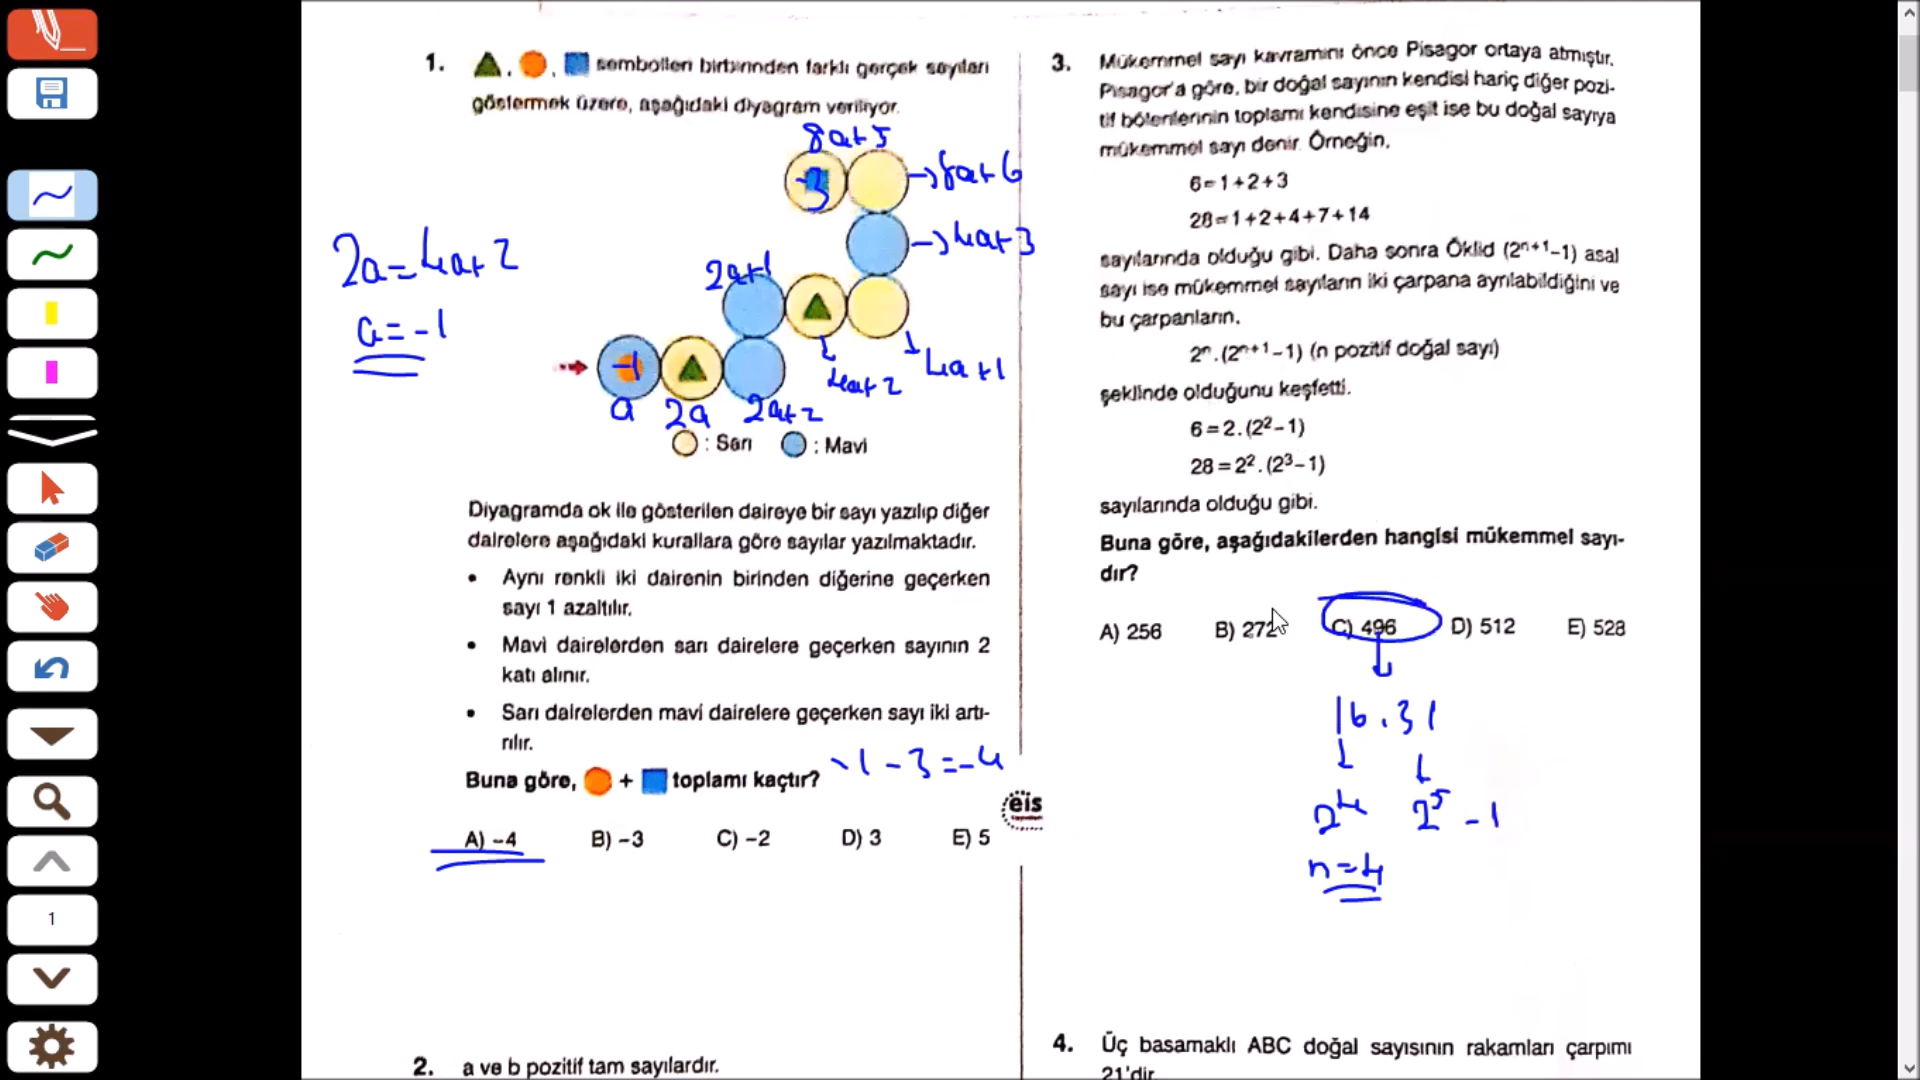 1. sembolleri birbirinden farklı gerçek sayıları
göstermek üzere, aşağıdaki diyagram veriliyor.
8a+5
-3
→8a+6
→4a+3
2a+1
2a=4a+2
a=-1
4a+1
4a+2
-1
a 2a 2a+2
: Sarı : Mavi
Diyagramda ok ile gösterilen daireye bir sayı yazılıp diğer
dairelere aşağıdaki kurallara göre sayılar yazılmaktadır.
• Aynı renkli iki dairenin birinden diğerine geçerken
sayı 1 azaltılır.
• Mavi dairelerden sarı dairelere geçerken sayının 2
katı alınır.
• Sarı dairelerden mavi dairelere geçerken sayı iki artı-
rılır.
-1-3=-4
Buna göre, + toplamı kaçtır?
A) -4 B) -3 C) -2 D) 3 E) 5
2. a ve b pozitif tam sayılardır.
eis
3. Mükemmel sayı kavramını önce Pisagor ortaya atmıştır.
Pisagor'a göre, bir doğal sayının kendisi hariç diğer pozi-
tif bölenlerinin toplamı kendisine eşit ise bu doğal sayıya
mükemmel sayı denir. Örneğin,
6=1+2+3
28=1+2+4+7+14
sayılarında olduğu gibi. Daha sonra Öklid (2ⁿ⁺¹-1) asal
sayı ise mükemmel sayıların iki çarpana ayrılabildiğini ve
bu çarpanların,
2ⁿ.(2ⁿ⁺¹-1) (n pozitif doğal sayı)
şeklinde olduğunu keşfetti.
6=2.(2²-1)
28=2².(2³-1)
sayılarında olduğu gibi.
Buna göre, aşağıdakilerden hangisi mükemmel sayı-
dır?
A) 256 B) 272 C) 496 D) 512 E) 528
16.31
2⁴ 2⁵-1
n=4
4. Üç basamaklı ABC doğal sayısının rakamları çarpımı
21'dir.
1